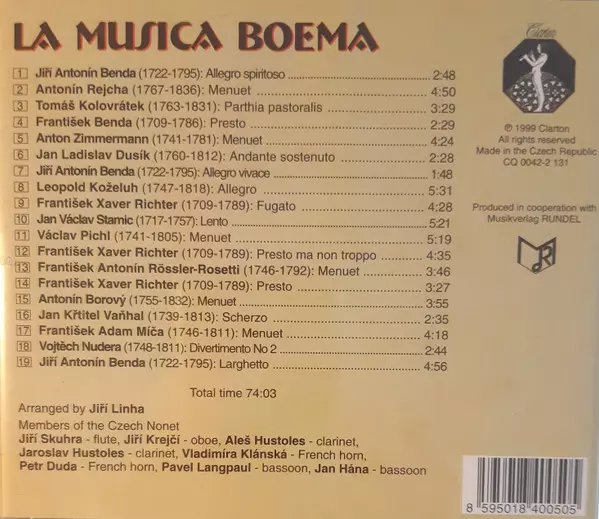 LA MUSICA BOEMA
1 Jiří Antonín Benda (1722-1795): Allegro spiritoso 2:48
2 Antonín Rejcha (1767-1836): Menuet 4:50
3 Tomáš Kolovrátek (1763-1831): Parthia pastoralis 3:29
4 František Benda (1709-1786): Presto 2:29
5 Anton Zimmermann (1741-1781): Menuet 4:24
6 Jan Ladislav Dusík (1760-1812): Andante sostenuto 2:28
7 Jiří Antonín Benda (1722-1795): Allegro vivace 1:48
8 Leopold Koželuh (1747-1818): Allegro 5:31
9 František Xaver Richter (1709-1789): Fugato 4:28
10 Jan Václav Stamic (1717-1757): Lento 5:21
11 Václav Pichl (1741-1805): Menuet 5:19
12 František Xaver Richter (1709-1789): Presto ma non troppo 4:35
13 František Antonín Rössler-Rosetti (1746-1792): Menuet 3:46
14 František Xaver Richter (1709-1789): Presto 3:27
15 Antonín Borový (1755-1832): Menuet 3:55
16 Jan Křtitel Vaňhal (1739-1813): Scherzo 2:35
17 František Adam Míča (1746-1811): Menuet 4:18
18 Vojtěch Nudera (1748-1811): Divertimento No 2 2:44
19 Jiří Antonín Benda (1722-1795): Larghetto 4:56
Total time 74:03
Arranged by Jiří Linha
Members of the Czech Nonet
Jiří Skuhra - flute, Jiří Krejčí - oboe, Aleš Hustoles - clarinet,
Jaroslav Hustoles - clarinet, Vladimíra Klánská - French horn,
Petr Duda - French horn, Pavel Langpaul - bassoon, Jan Hána - bassoon
Clarton
℗ 1999 Clarton
All rights reserved
Made in the Czech Republic
CQ 0042-2 131
Produced in cooperation with
Musikverlag RUNDEL
MR
8 595018 400505